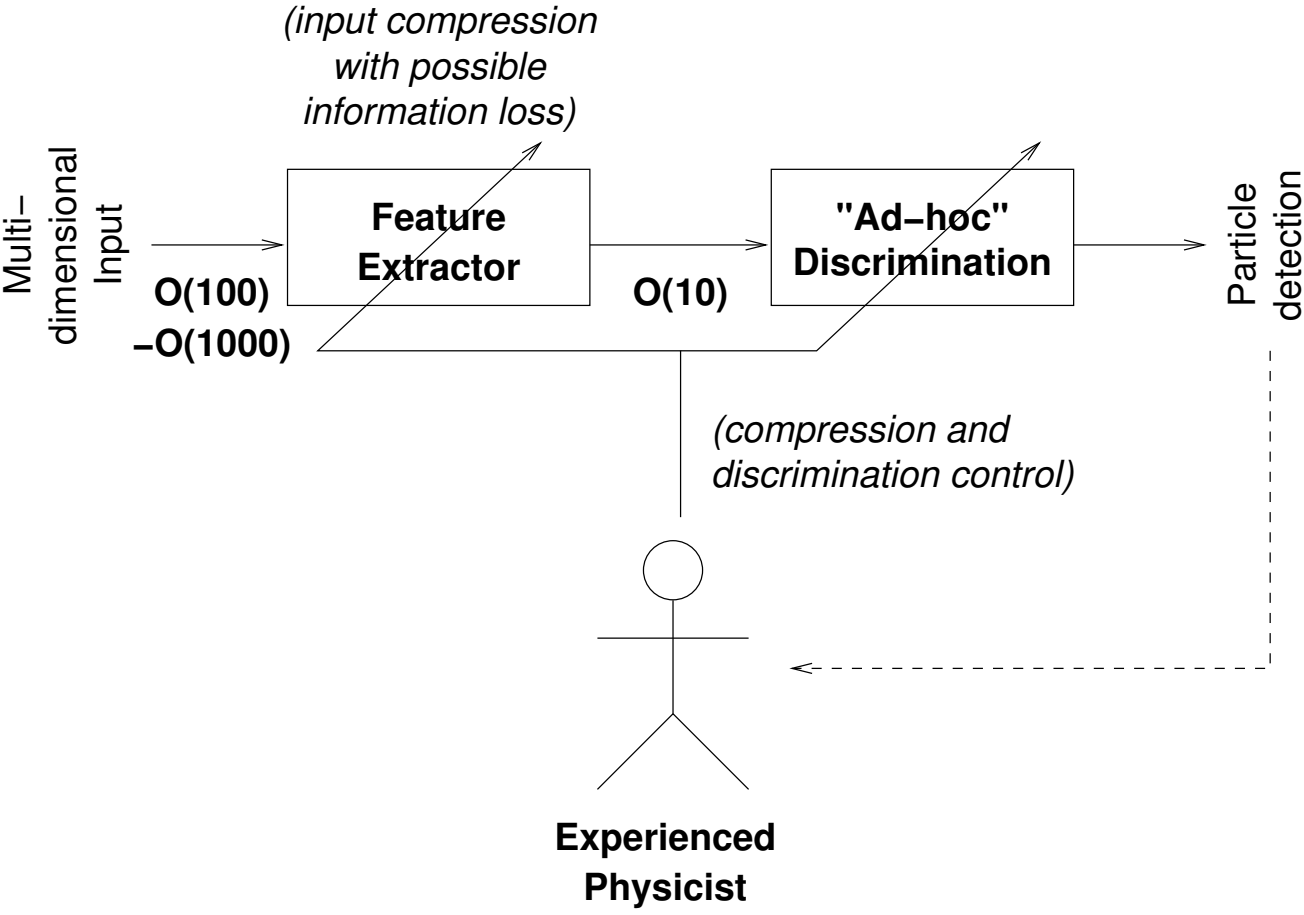 (input compression
with possible
information loss)
Multi−
dimensional
Input
O(100)
−O(1000)
Feature
Extractor
O(10)
"Ad−hoc"
Discrimination
Particle
detection
(compression and
discrimination control)
Experienced
Physicist